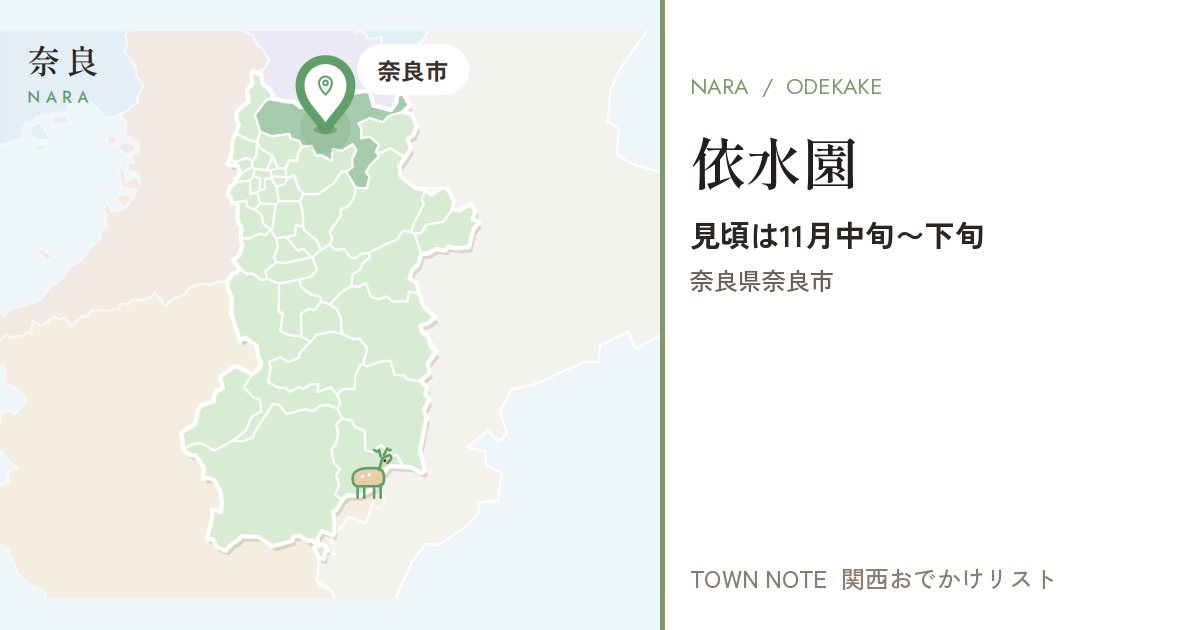 奈良
NARA
奈良市
NARA / ODEKAKE
依水園
見頃は11月中旬〜下旬
奈良県奈良市
TOWN NOTE 関西おでかけリスト